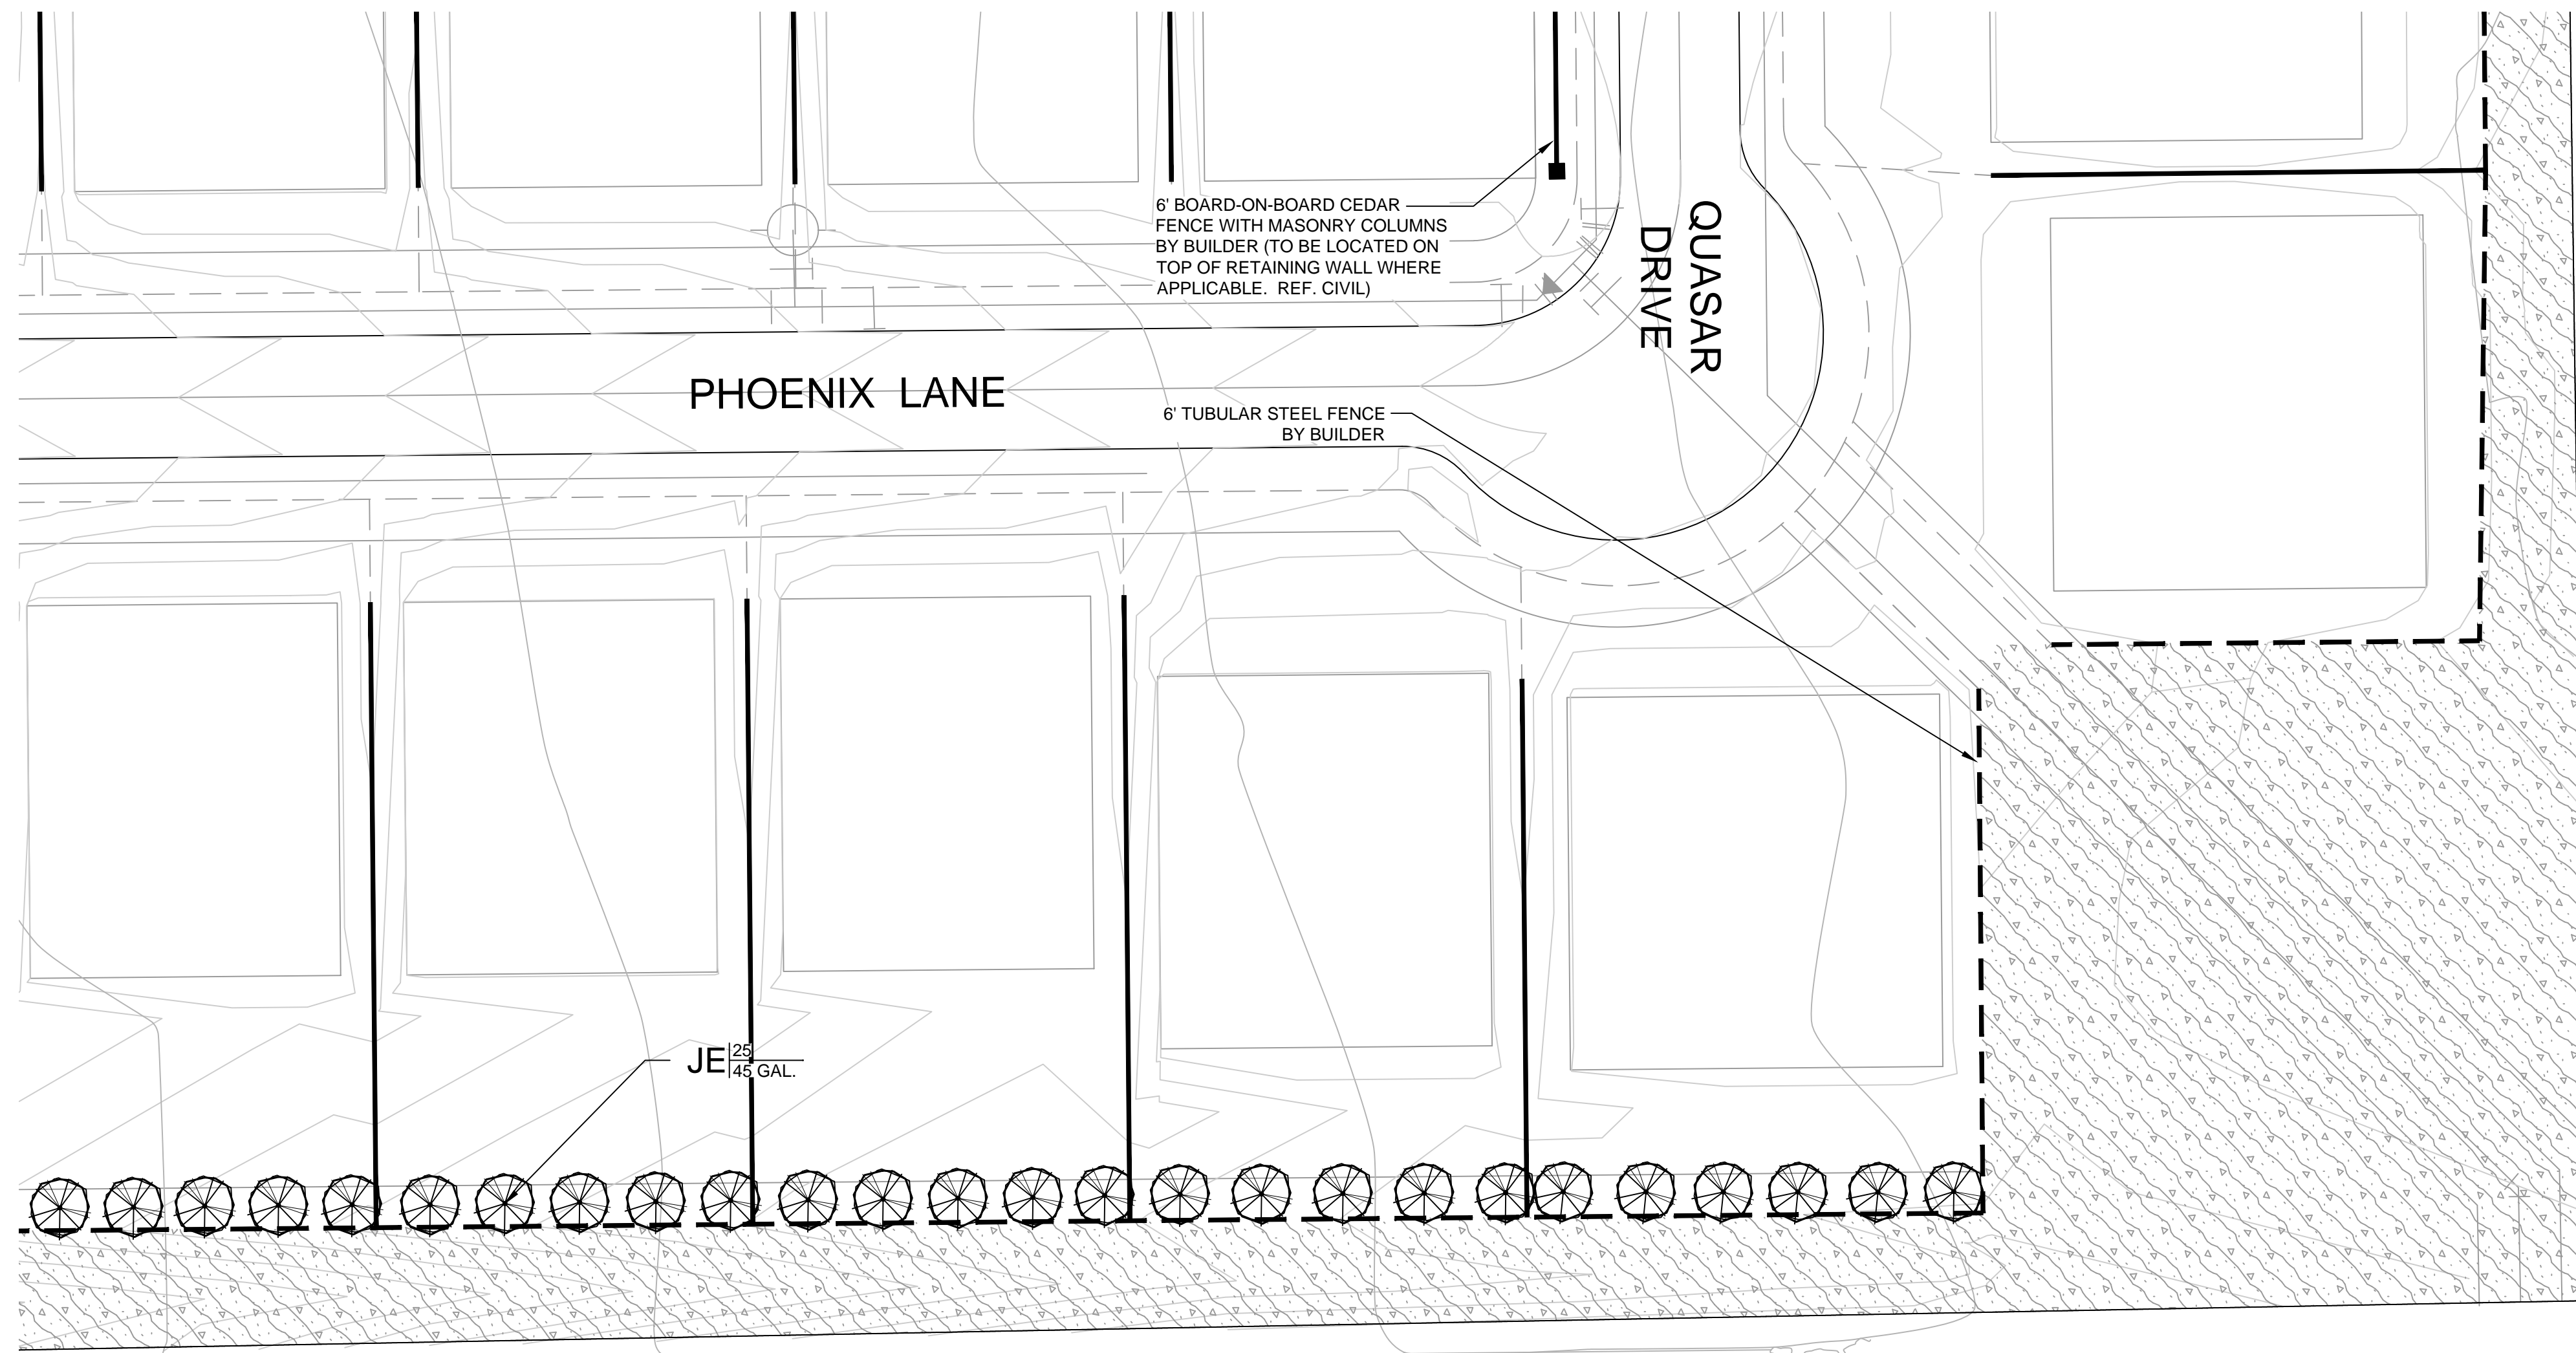 6' BOARD-ON-BOARD CEDAR
FENCE WITH MASONRY COLUMNS
BY BUILDER (TO BE LOCATED ON
TOP OF RETAINING WALL WHERE
APPLICABLE.  REF. CIVIL)
QUASAR
DRIVE
PHOENIX LANE
6' TUBULAR STEEL FENCE
BY BUILDER
JE 25
45 GAL.